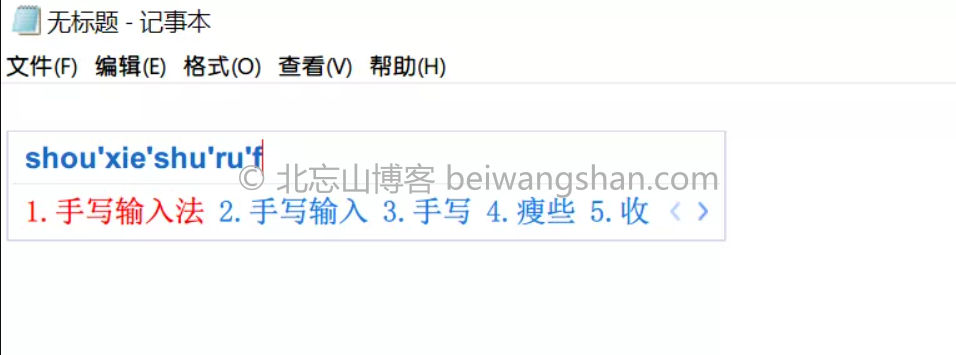 无标题 - 记事本
文件(F) 编辑(E) 格式(O) 查看(V) 帮助(H)
shou'xie'shu'ru'f
© 北忘山博客 beiwangshan.com
1.手写输入法 2.手写输入 3.手写 4.瘦些 5.收